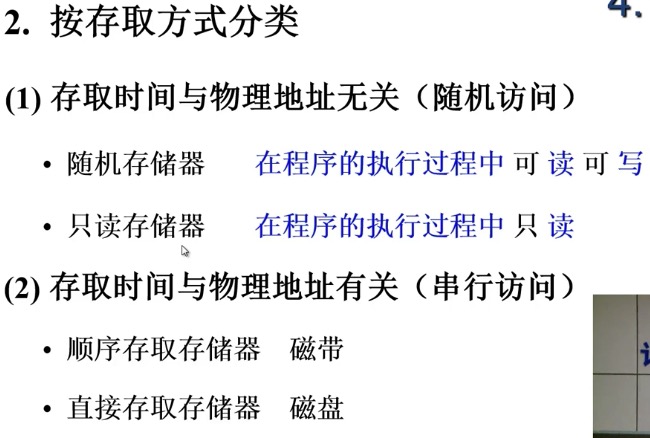 4.
2. 按存取方式分类
(1) 存取时间与物理地址无关（随机访问）
• 随机存储器 在程序的执行过程中 可 读 可 写
• 只读存储器 在程序的执行过程中 只 读
(2) 存取时间与物理地址有关（串行访问）
• 顺序存取存储器 磁带
• 直接存取存储器 磁盘